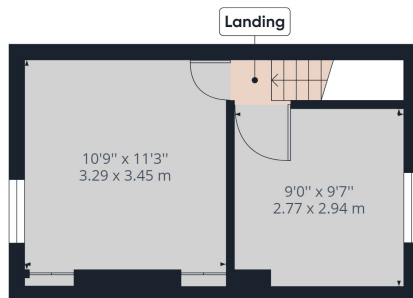 Landing
10'9'' x 11'3''
3.29 x 3.45 m
9'0'' x 9'7''
2.77 x 2.94 m